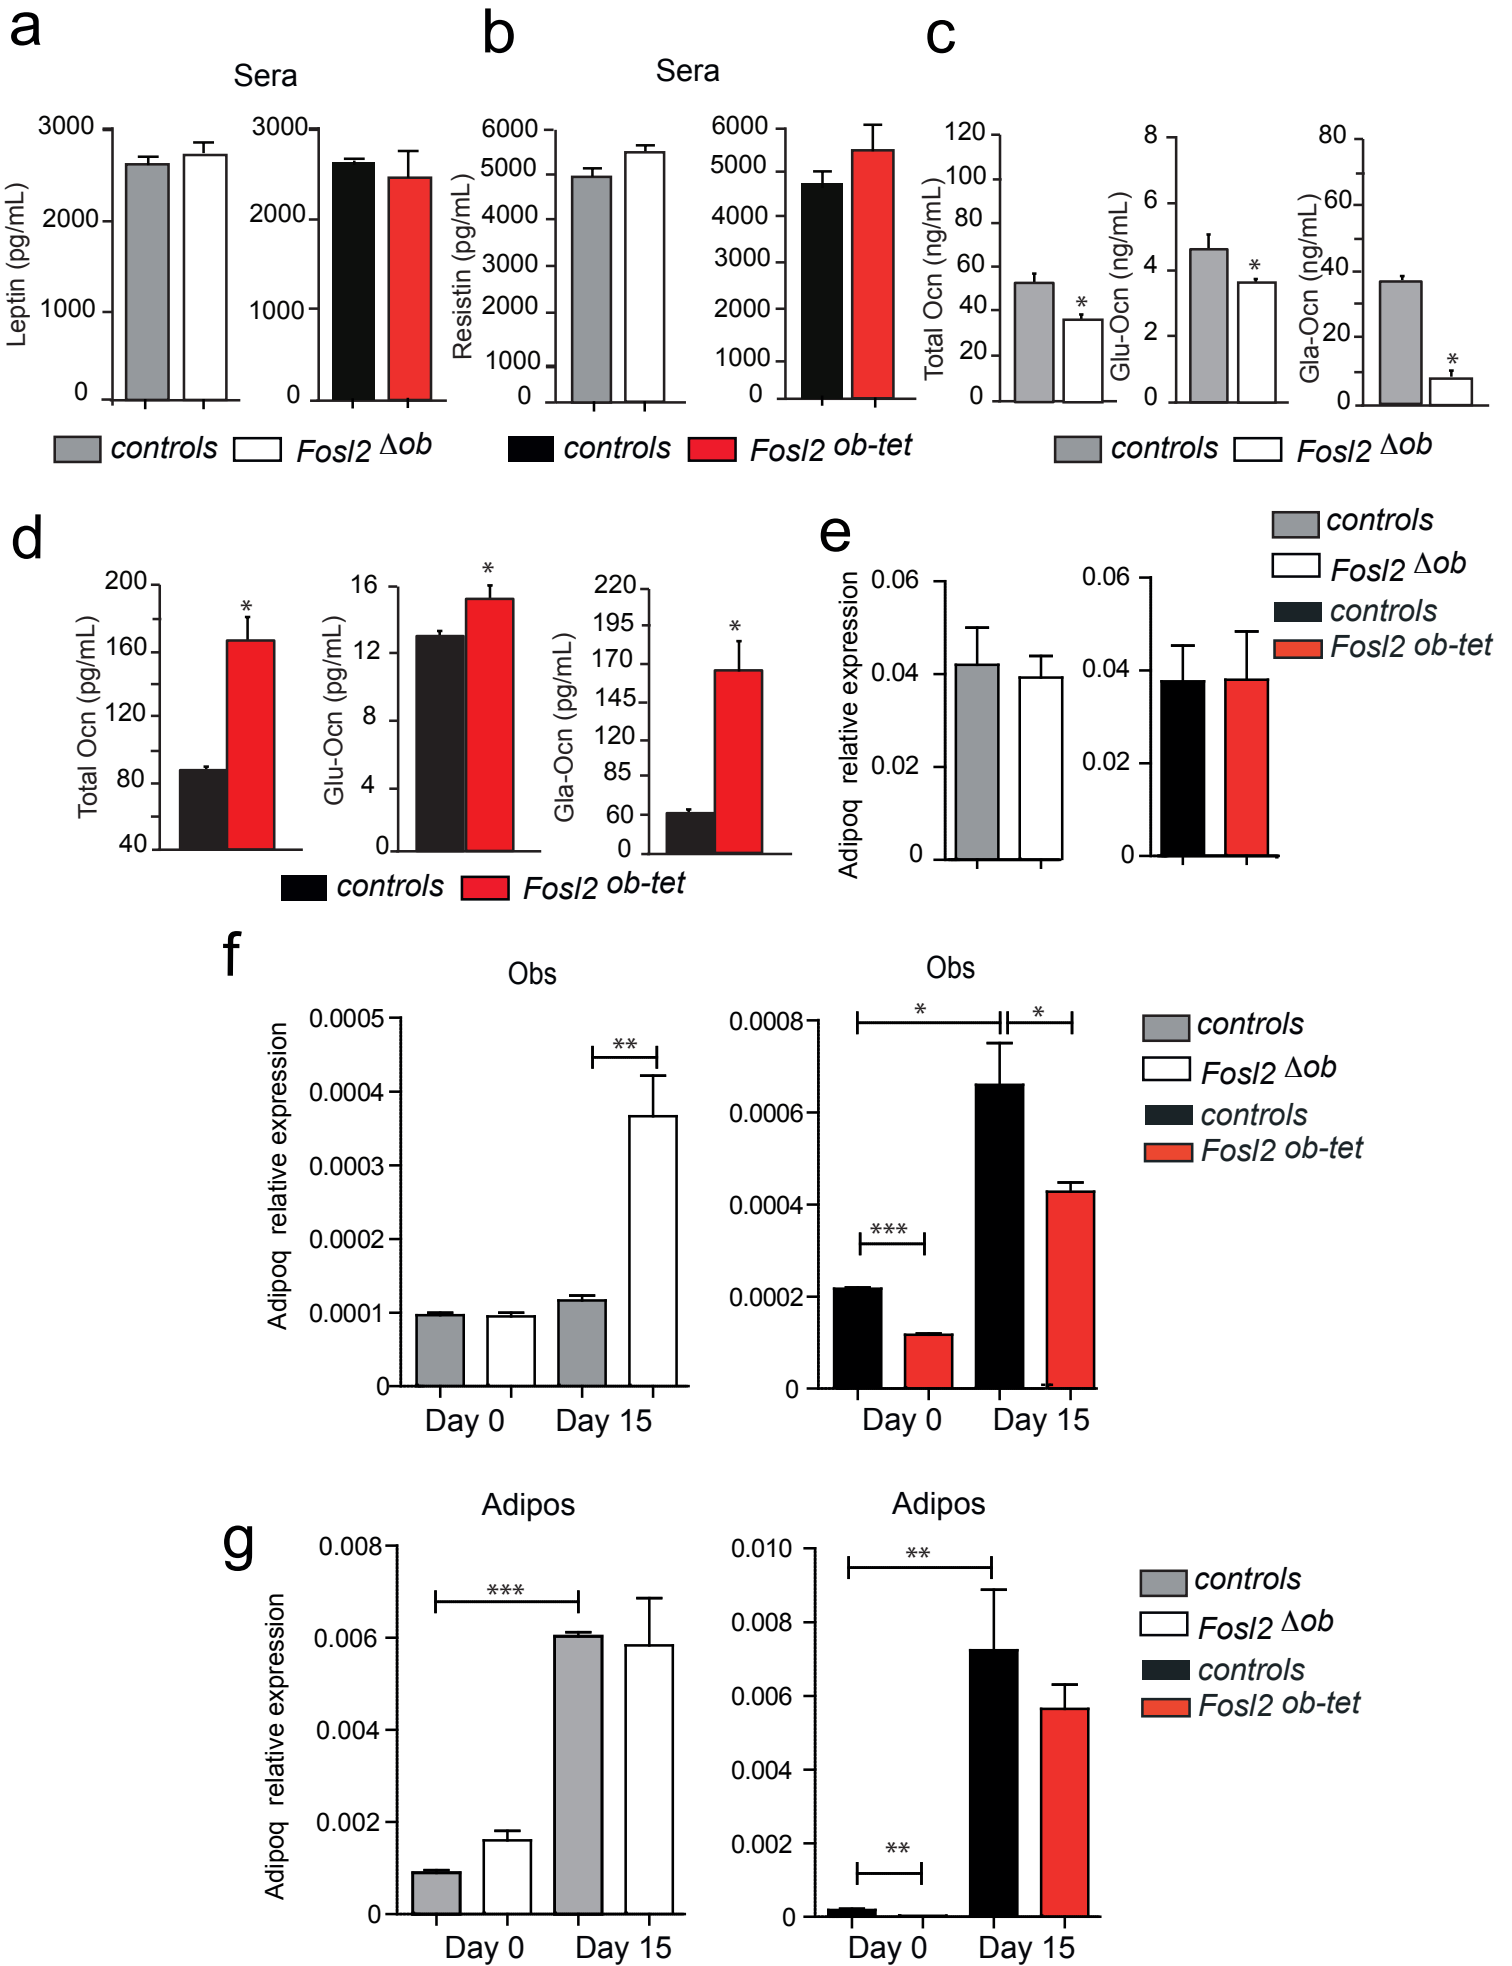 a
b
c
Sera
Sera
Leptin (pg/mL)
3000
2000
1000
0
3000
2000
1000
0
Resistin (pg/mL)
6000
5000
4000
3000
2000
1000
0
6000
5000
4000
3000
2000
1000
0
Total Ocn (ng/mL)
120
100
80
60
40
20
0
*
Glu-Ocn (ng/mL)
8
6
4
2
0
*
Gla-Ocn (ng/mL)
80
60
40
20
0
*
controls Fosl2 Δob
controls Fosl2 ob-tet
controls Fosl2 Δob
d
e
Total Ocn (pg/mL)
200
160
120
80
40
*
Glu-Ocn (pg/mL)
16
12
8
4
0
*
Gla-Ocn (pg/mL)
220
195
170
145
120
85
60
0
*
controls Fosl2 ob-tet
Adipoq relative expression
0.06
0.04
0.02
0
0.06
0.04
0.02
0
controls
Fosl2 Δob
controls
Fosl2 ob-tet
f
Obs
Adipoq relative expression
0.0005
0.0004
0.0003
0.0002
0.0001
0
**
Day 0 Day 15
Obs
0.0008
0.0006
0.0004
0.0002
0
* *
***
Day 0 Day 15
controls
Fosl2 Δob
controls
Fosl2 ob-tet
g
Adipos
Adipoq relative expression
0.008
0.006
0.004
0.002
0
***
Day 0 Day 15
Adipos
0.010
0.008
0.006
0.004
0.002
0
**
**
Day 0 Day 15
controls
Fosl2 Δob
controls
Fosl2 ob-tet